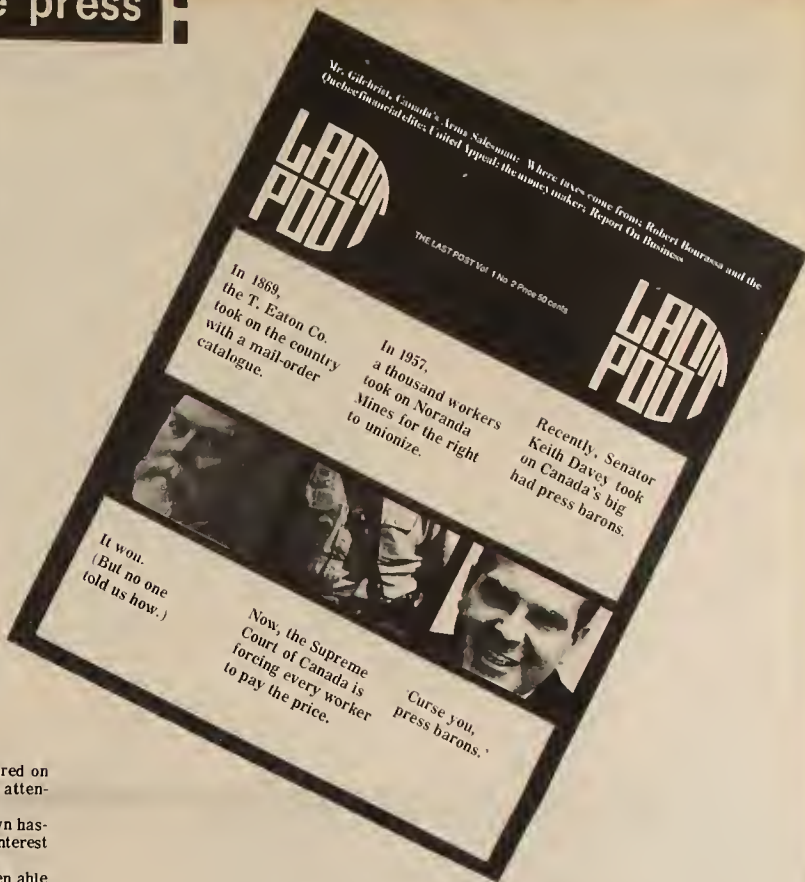 e press
Mr. Gilchrist, Canada's Arms Salesman; Where taxes come from; Robert Bourassa and the
Quebec financial elite; United Appeal: the money maker; Report On Business
LAST
POST
THE LAST POST Vol. 1 No. 2 Price 50 cents
LAST
POST
In 1869,
the T. Eaton Co.
took on the country
with a mail-order
catalogue.
In 1957,
a thousand workers
took on Noranda
Mines for the right
to unionize.
Recently, Senator
Keith Davey took
on Canada's big
bad press barons.
It won.
(But no one
told us how.)
Now, the Supreme
Court of Canada is
forcing every worker
to pay the price.
'Curse you,
press barons.'
red on
atten-
vn has-
nterest
en able